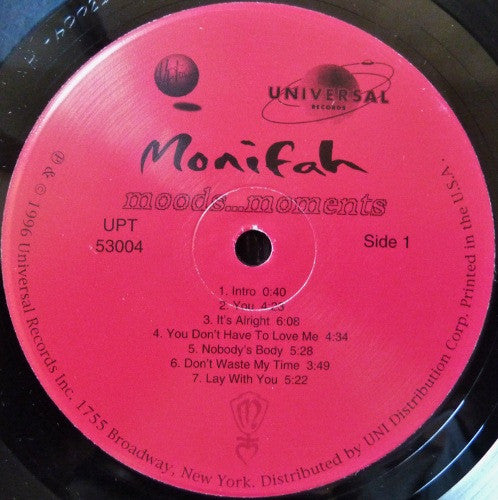 UNIVERSAL
RECORDS
Monifah
moods...moments
UPT
53004
Side 1
1. Intro 0:40
2. You 4:23
3. It's Alright 6:08
4. You Don't Have To Love Me 4:34
5. Nobody's Body 5:28
6. Don't Waste My Time 3:49
7. Lay With You 5:22
℗ & © 1996 Universal Records Inc. 1755 Broadway, New York. Distributed by UNI Distribution Corp. Printed in the U.S.A.